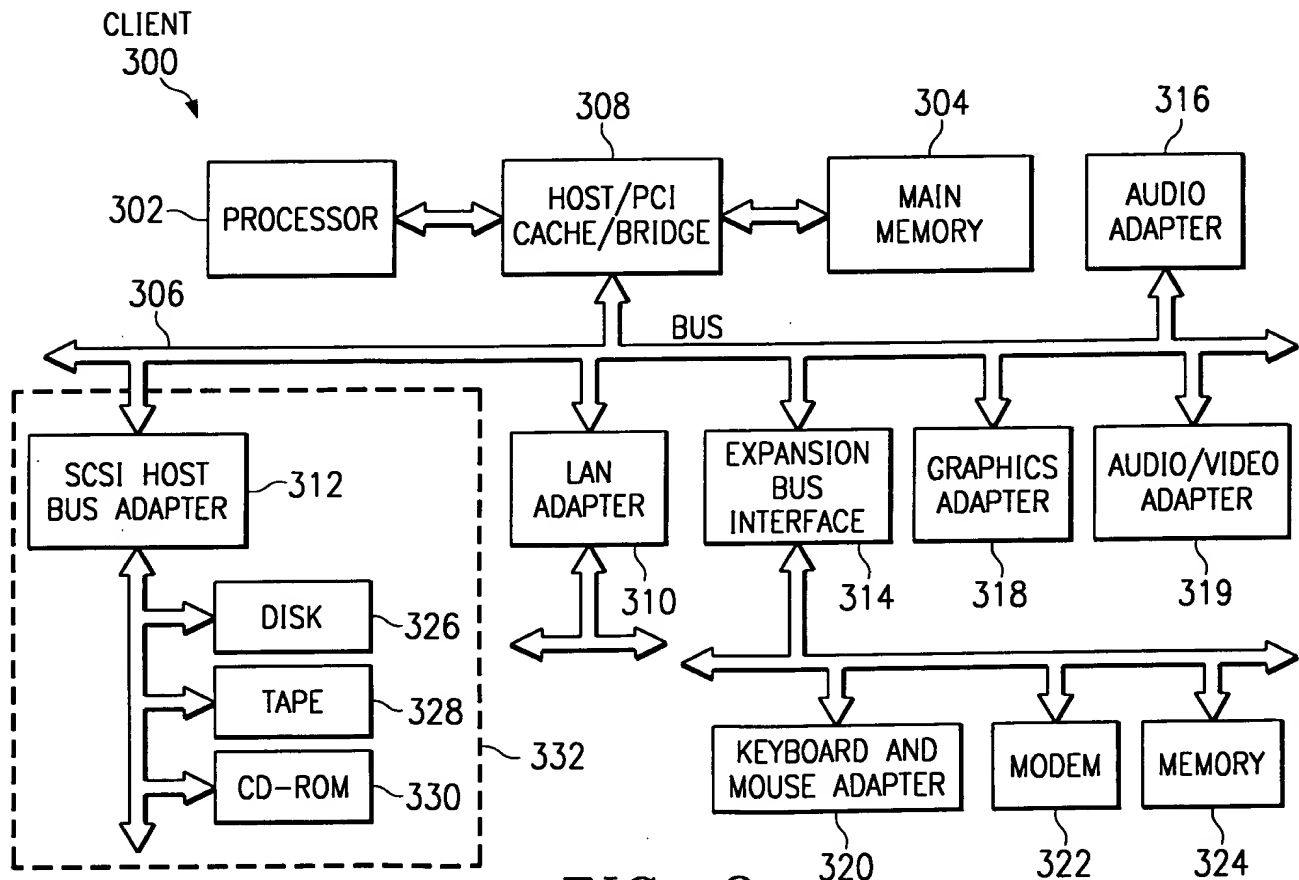 CLIENT
300
308
304
316
302
PROCESSOR
HOST/PCI
CACHE/BRIDGE
MAIN
MEMORY
AUDIO
ADAPTER
306
BUS
SCSI HOST
BUS ADAPTER
312
LAN
ADAPTER
EXPANSION
BUS
INTERFACE
GRAPHICS
ADAPTER
AUDIO/VIDEO
ADAPTER
310
314
318
319
DISK
326
TAPE
328
332
CD-ROM
330
KEYBOARD AND
MOUSE ADAPTER
MODEM
MEMORY
320
322
324